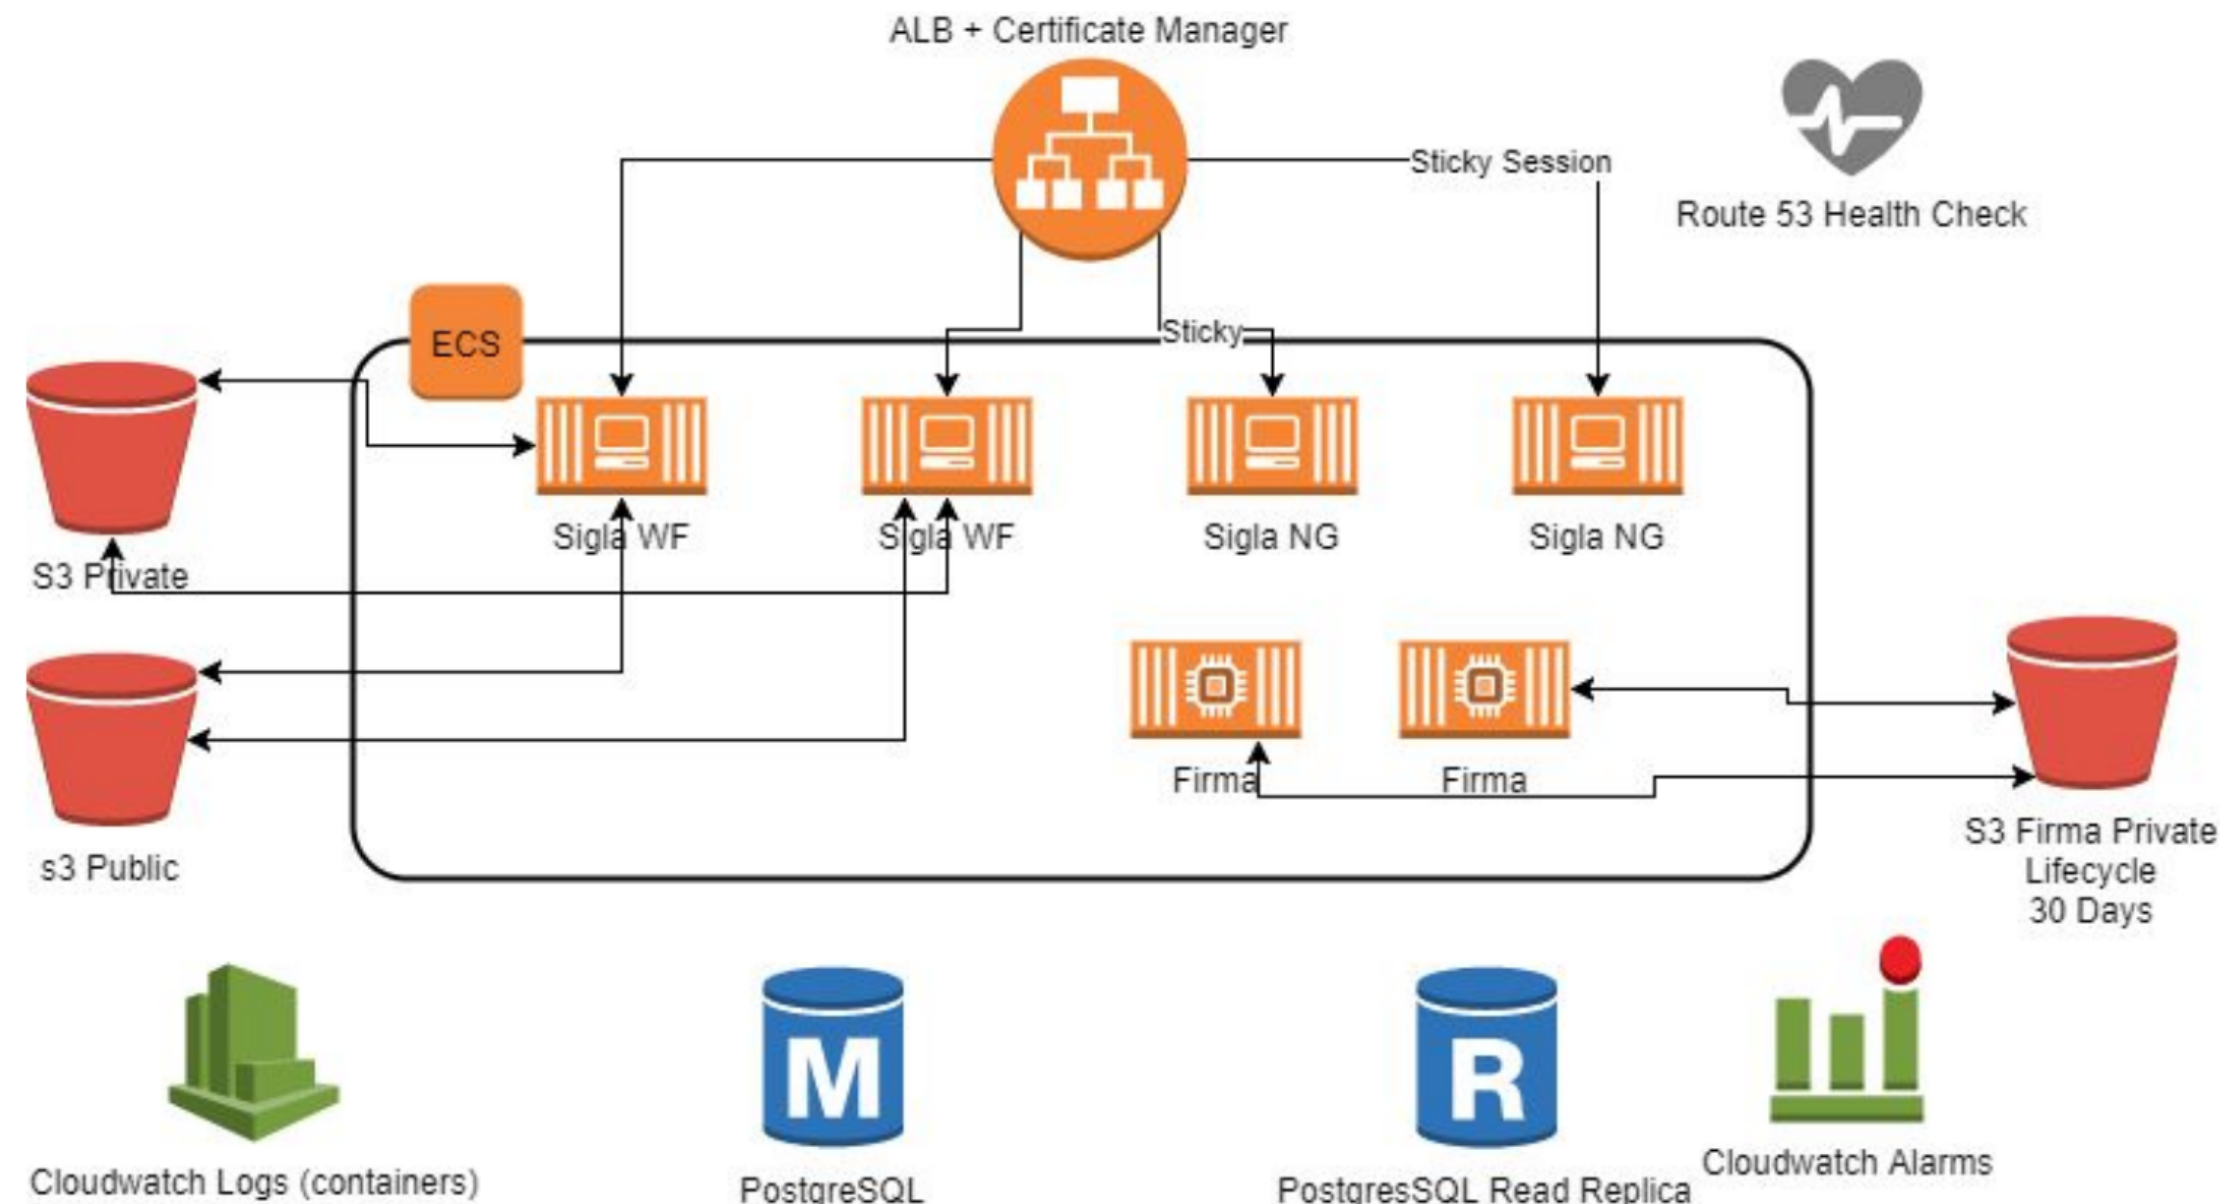 ALB + Certificate Manager
Sticky Session
Route 53 Health Check
ECS
Sticky
Sigla WF
Sigla WF
Sigla NG
Sigla NG
S3 Private
Firma
Firma
s3 Public
S3 Firma Private
Lifecycle
30 Days
M
R
Cloudwatch Logs (containers)
PostgreSQL
PostgresSQL Read Replica
Cloudwatch Alarms